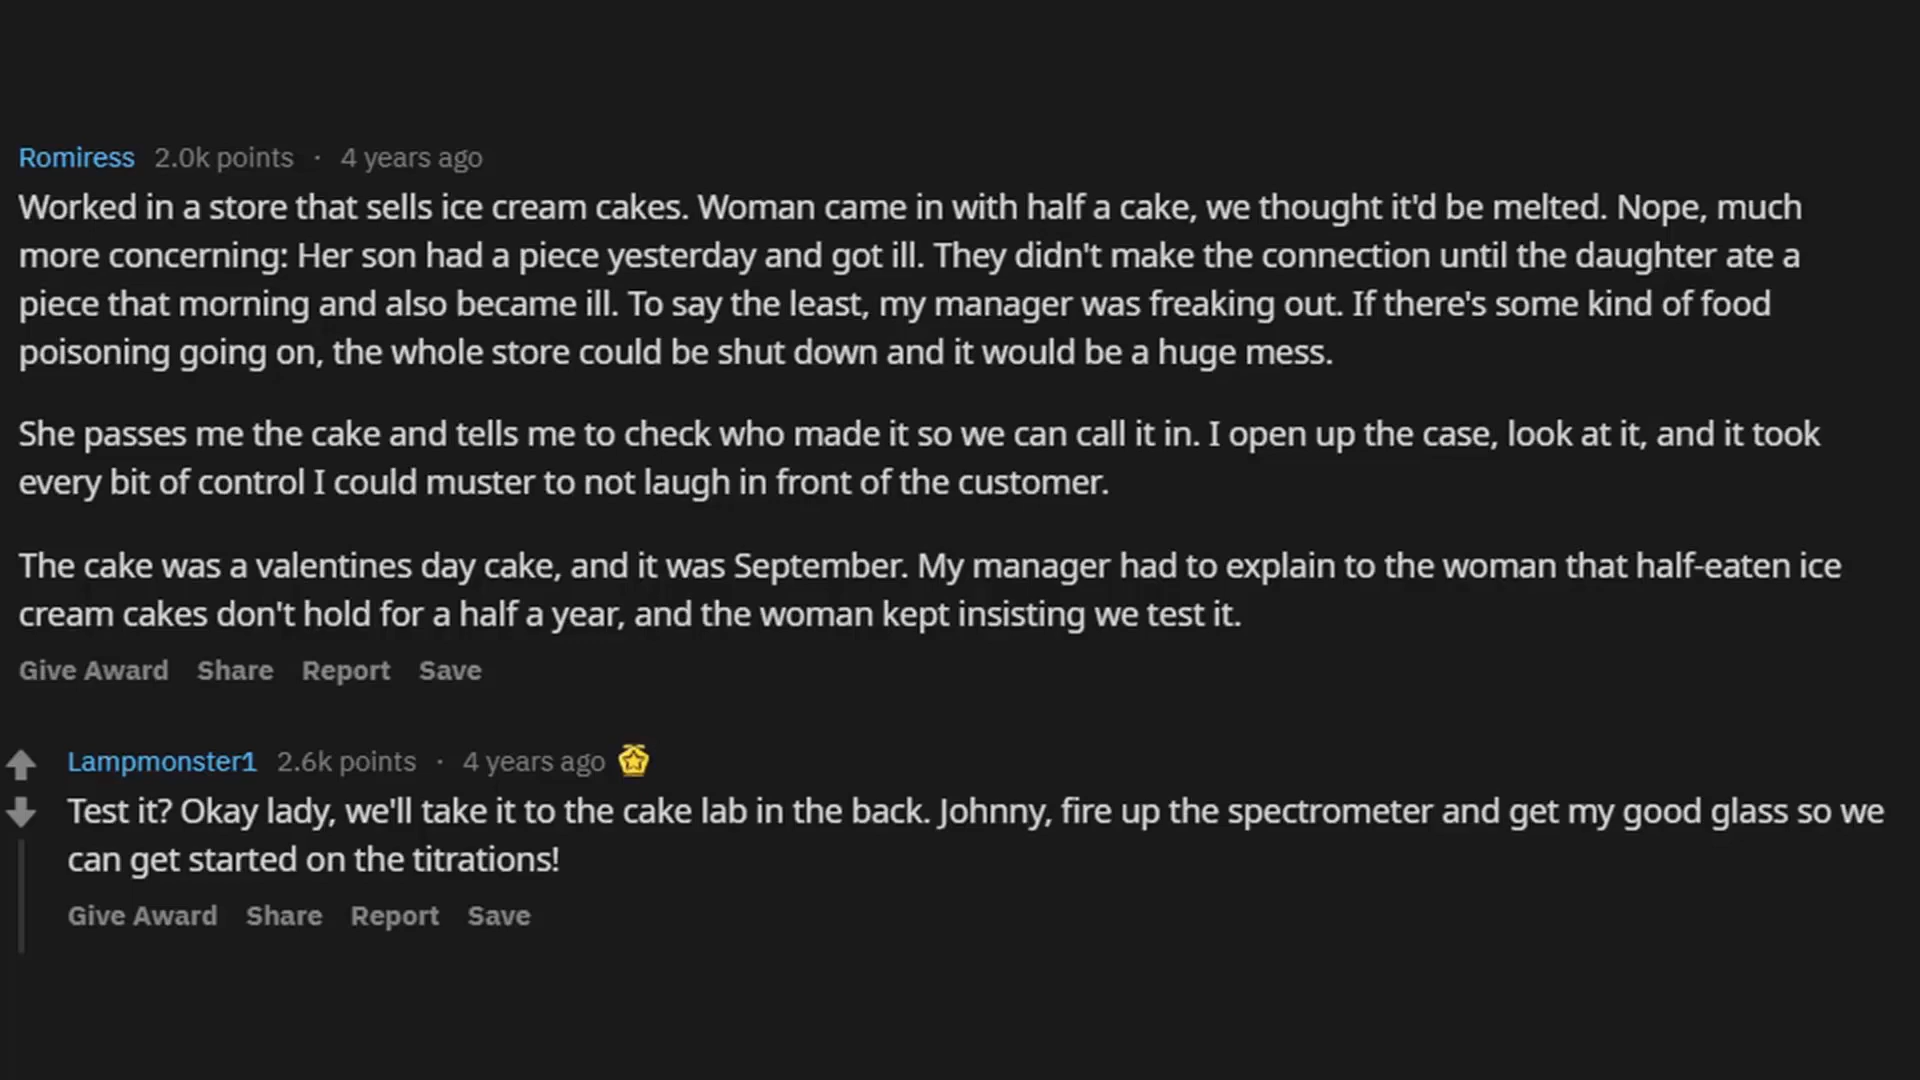 Romiress 2.0k points · 4 years ago
Worked in a store that sells ice cream cakes. Woman came in with half a cake, we thought it'd be melted. Nope, much
more concerning: Her son had a piece yesterday and got ill. They didn't make the connection until the daughter ate a
piece that morning and also became ill. To say the least, my manager was freaking out. If there's some kind of food
poisoning going on, the whole store could be shut down and it would be a huge mess.
She passes me the cake and tells me to check who made it so we can call it in. I open up the case, look at it, and it took
every bit of control I could muster to not laugh in front of the customer.
The cake was a valentines day cake, and it was September. My manager had to explain to the woman that half-eaten ice
cream cakes don't hold for a half a year, and the woman kept insisting we test it.
Give Award Share Report Save
Lampmonster1 2.6k points · 4 years ago
Test it? Okay lady, we'll take it to the cake lab in the back. Johnny, fire up the spectrometer and get my good glass so we
can get started on the titrations!
Give Award Share Report Save